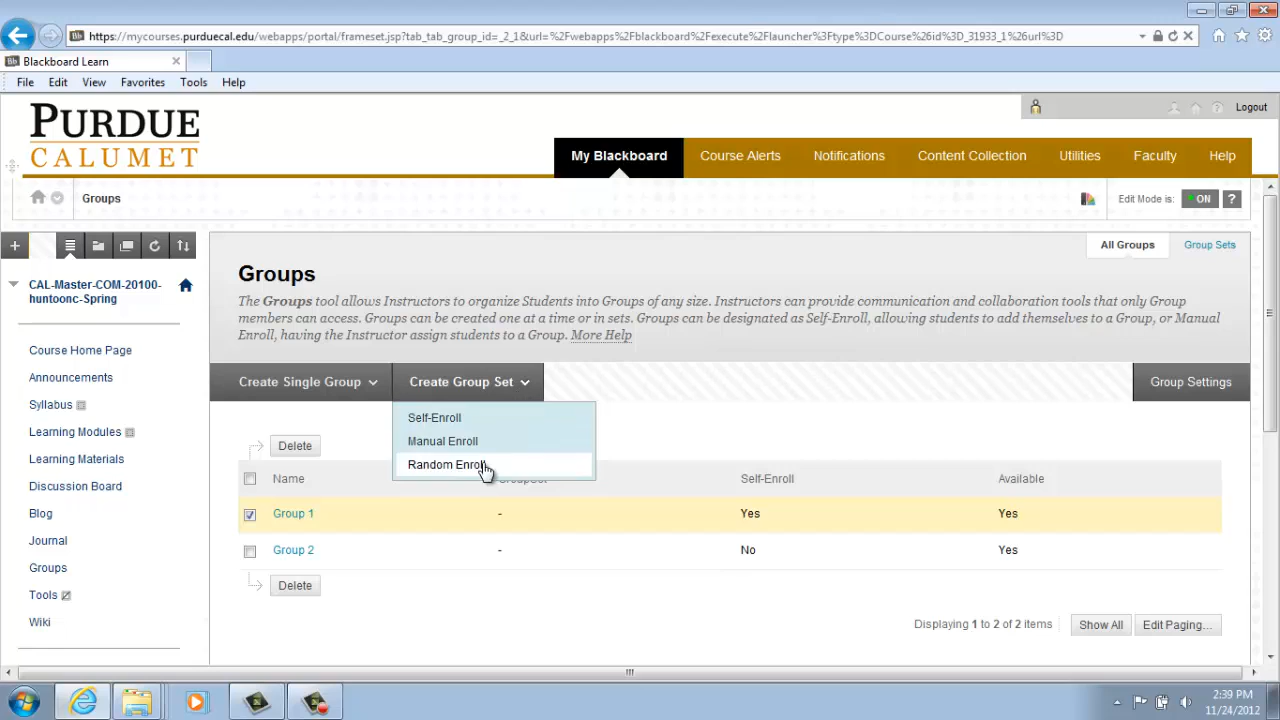 https://mycourses.purduecal.edu/webapps/portal/frameset.jsp?tab_tab_group_id=_2_1&url=%2Fwebapps%2Fblackboard%2Fexecute%2Flauncher%3Ftype%3DCourse%26id%3D_31933_1%26url%3D
Blackboard Learn
File Edit View Favorites Tools Help
PURDUE
CALUMET
Logout
My Blackboard Course Alerts Notifications Content Collection Utilities Faculty Help
Groups
Edit Mode is: ON ?
All Groups Group Sets
CAL-Master-COM-20100-
huntoonc-Spring
Course Home Page
Announcements
Syllabus
Learning Modules
Learning Materials
Discussion Board
Blog
Journal
Groups
Tools
Wiki
Groups
The Groups tool allows Instructors to organize Students into Groups of any size. Instructors can provide communication and collaboration tools that only Group
members can access. Groups can be created one at a time or in sets. Groups can be designated as Self-Enroll, allowing students to add themselves to a Group, or Manual
Enroll, having the Instructor assign students to a Group. More Help
Create Single Group Create Group Set Group Settings
Self-Enroll
Manual Enroll
Random Enroll
Delete
Name Self-Enroll Available
Group 1 - Yes Yes
Group 2 - No Yes
Delete
Displaying 1 to 2 of 2 items Show All Edit Paging...
2:39 PM
11/24/2012